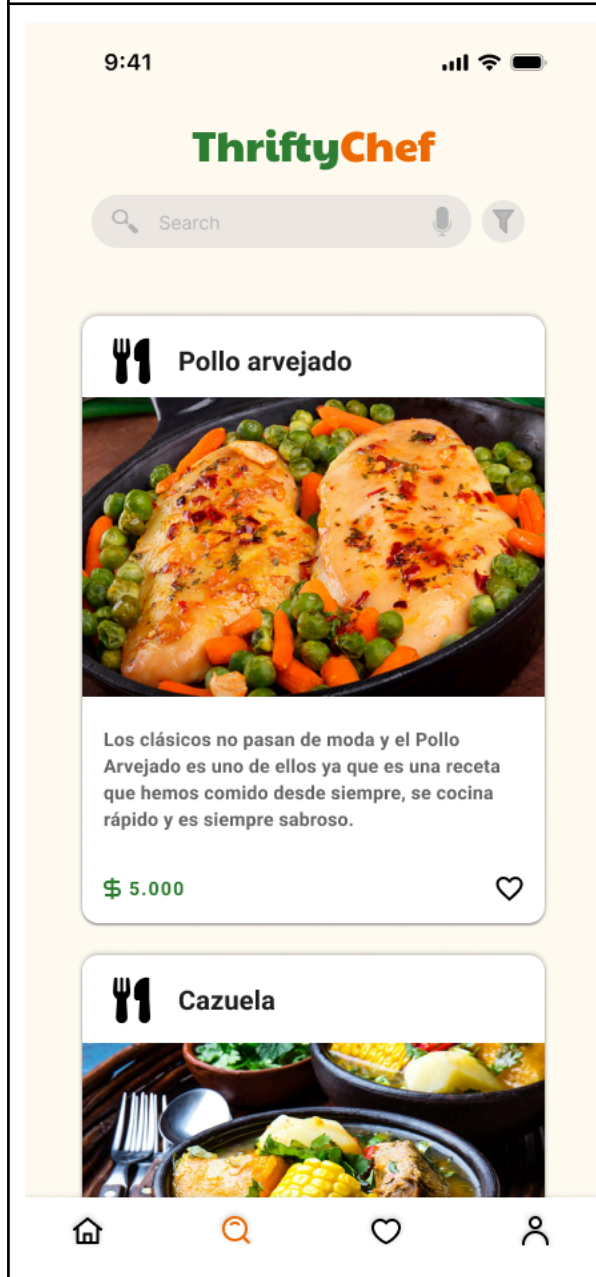 9:41
ThriftyChef
Search
Pollo arvejado
Los clásicos no pasan de moda y el Pollo
Arvejado es uno de ellos ya que es una receta
que hemos comido desde siempre, se cocina
rápido y es siempre sabroso.
$ 5.000
Cazuela